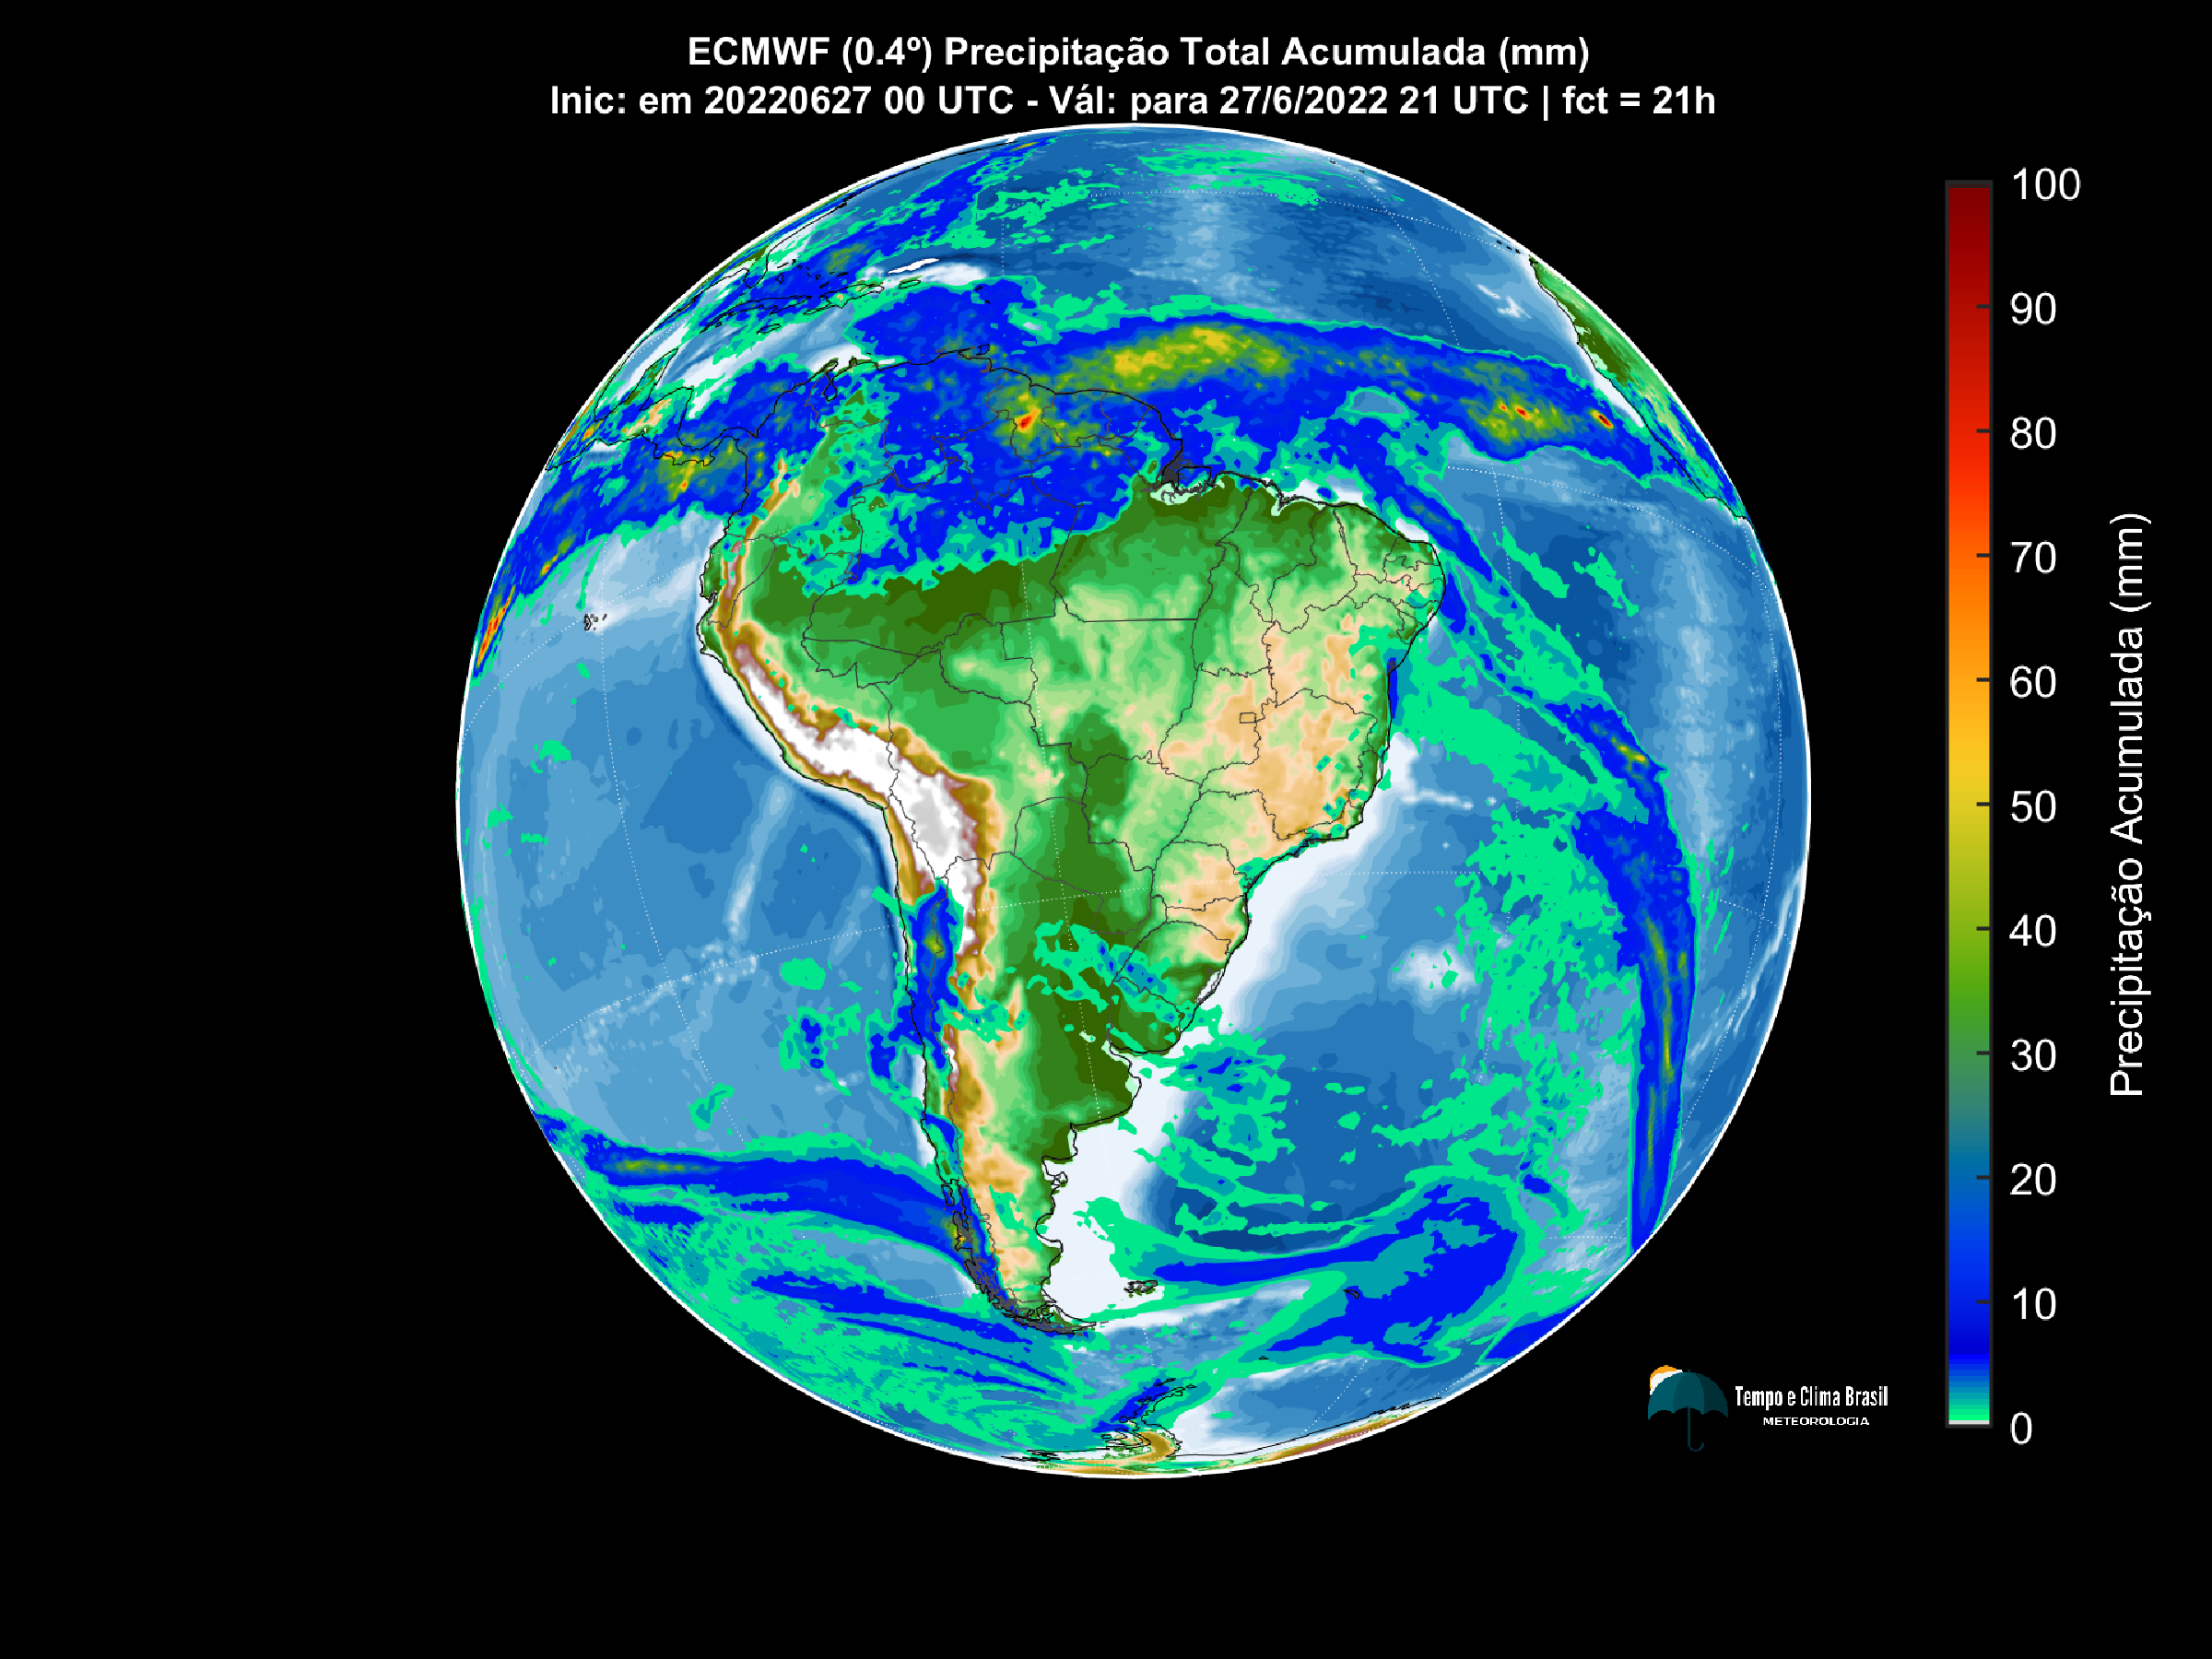 ECMWF (0.4º) Precipitação Total Acumulada (mm)
Inic: em 20220627 00 UTC - Vál: para 27/6/2022 21 UTC | fct = 21h
100
90
80
70
60
50
40
30
20
10
0
Precipitação Acumulada (mm)
Tempo e Clima Brasil
METEOROLOGIA